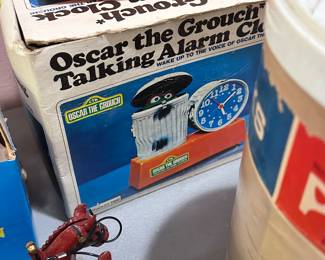 Grouch
Clock
Oscar the Grouch
Talking Alarm Clo
WAKE UP TO THE VOICE OF OSCAR TH
OSCAR THE GROUCH
OSCAR THE GROUCH